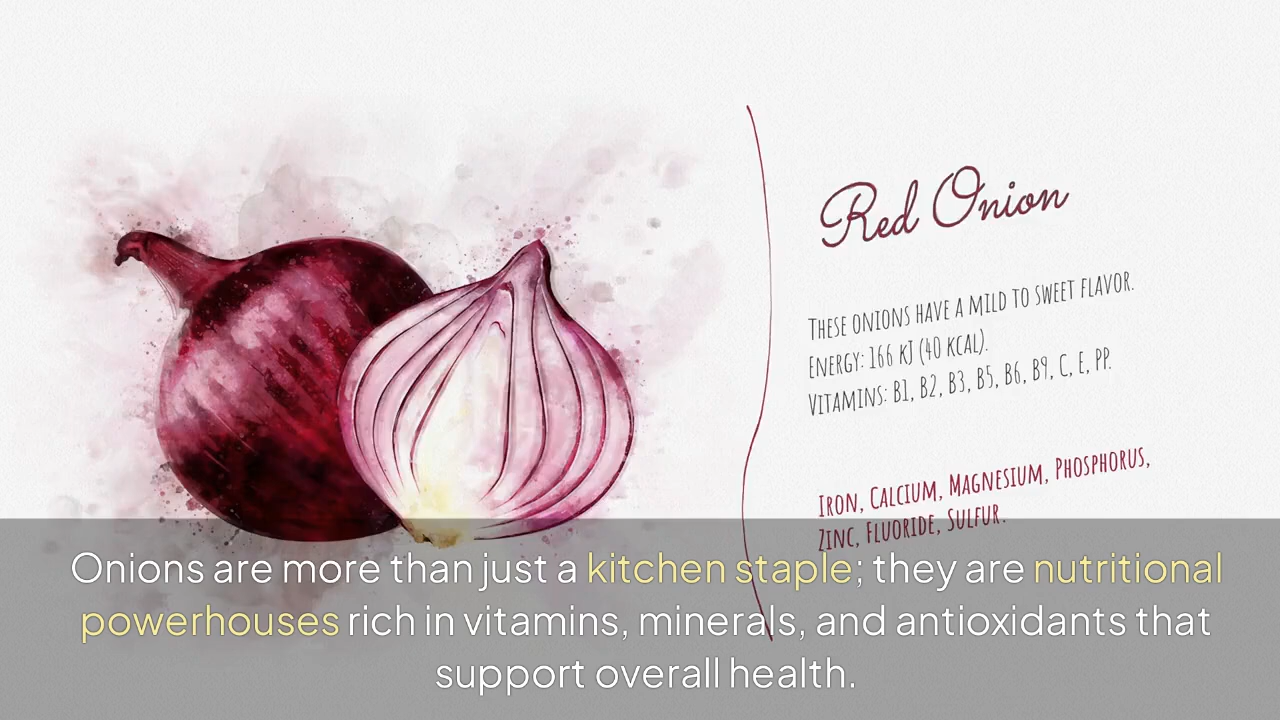 Red Onion
These onions have a mild to sweet flavor.
Energy: 166 kJ (40 kcal).
Vitamins: B1, B2, B3, B5, B6, B9, C, E, PP.
Iron, Calcium, Magnesium, Phosphorus,
Zinc, Fluoride, Sulfur.
Onions are more than just a kitchen staple; they are nutritional
powerhouses rich in vitamins, minerals, and antioxidants that
support overall health.